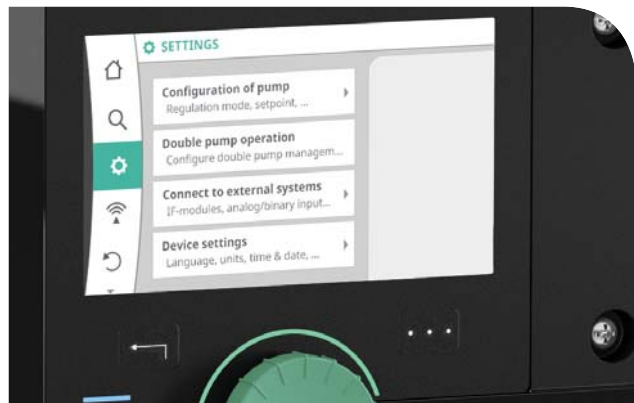 SETTINGS
Configuration of pump
Regulation mode, setpoint, ...
Double pump operation
Configure double pump managem...
Connect to external systems
IF-modules, analog/binary input...
Device settings
Language, units, time & date, ...